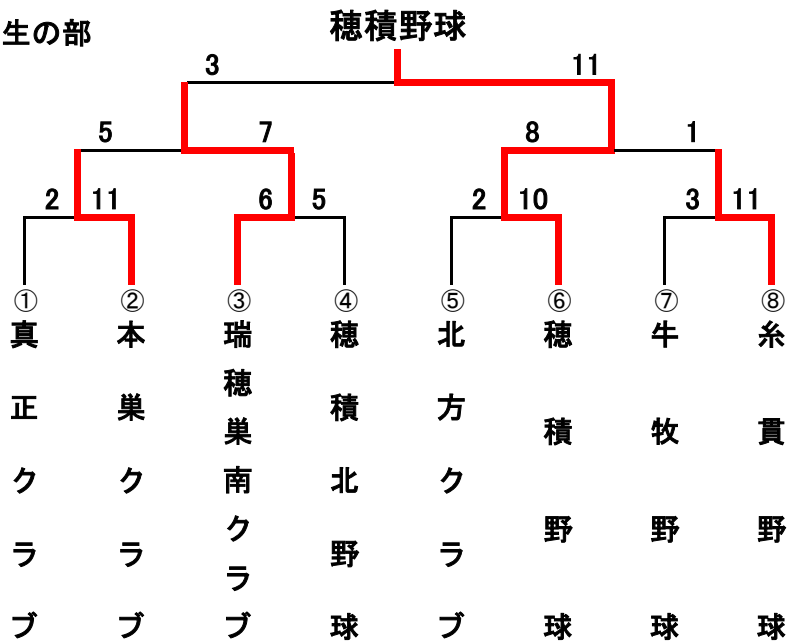 生の部
穂積野球
3 11
5 7 8 1
2 11 6 5 2 10 3 11
① ② ③ ④ ⑤ ⑥ ⑦ ⑧
真正クラブ
本巣クラブ
瑞穂巣南クラブ
穂積北野球
北方クラブ
穂積野球
牛牧野球
糸貫野球